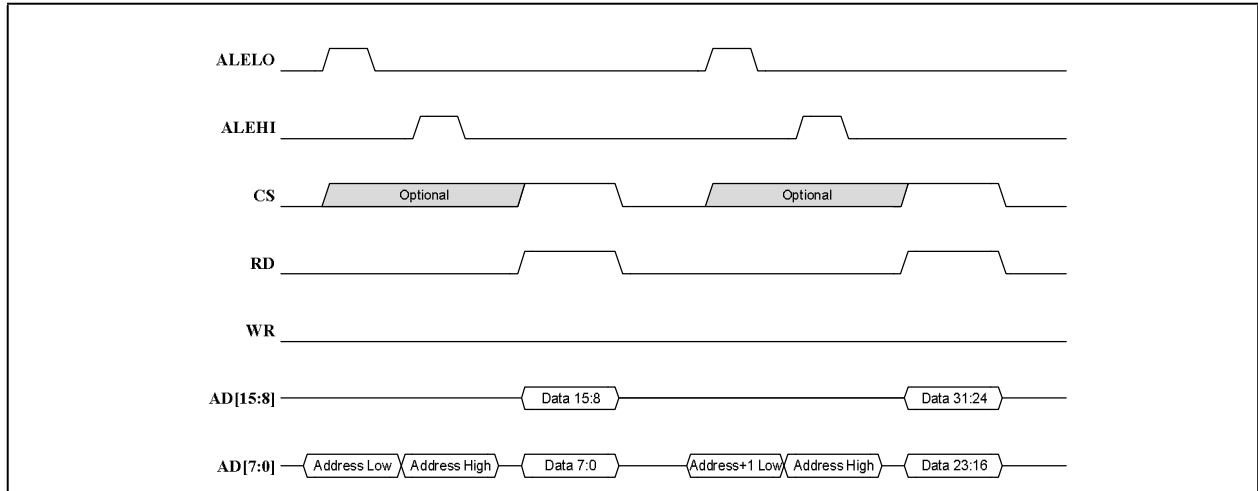 ALELO
ALEHI
CS Optional Optional
RD
WR
AD[15:8] Data 15:8 Data 31:24
AD[7:0] Address Low Address High Data 7:0 Address+1 Low Address High Data 23:16